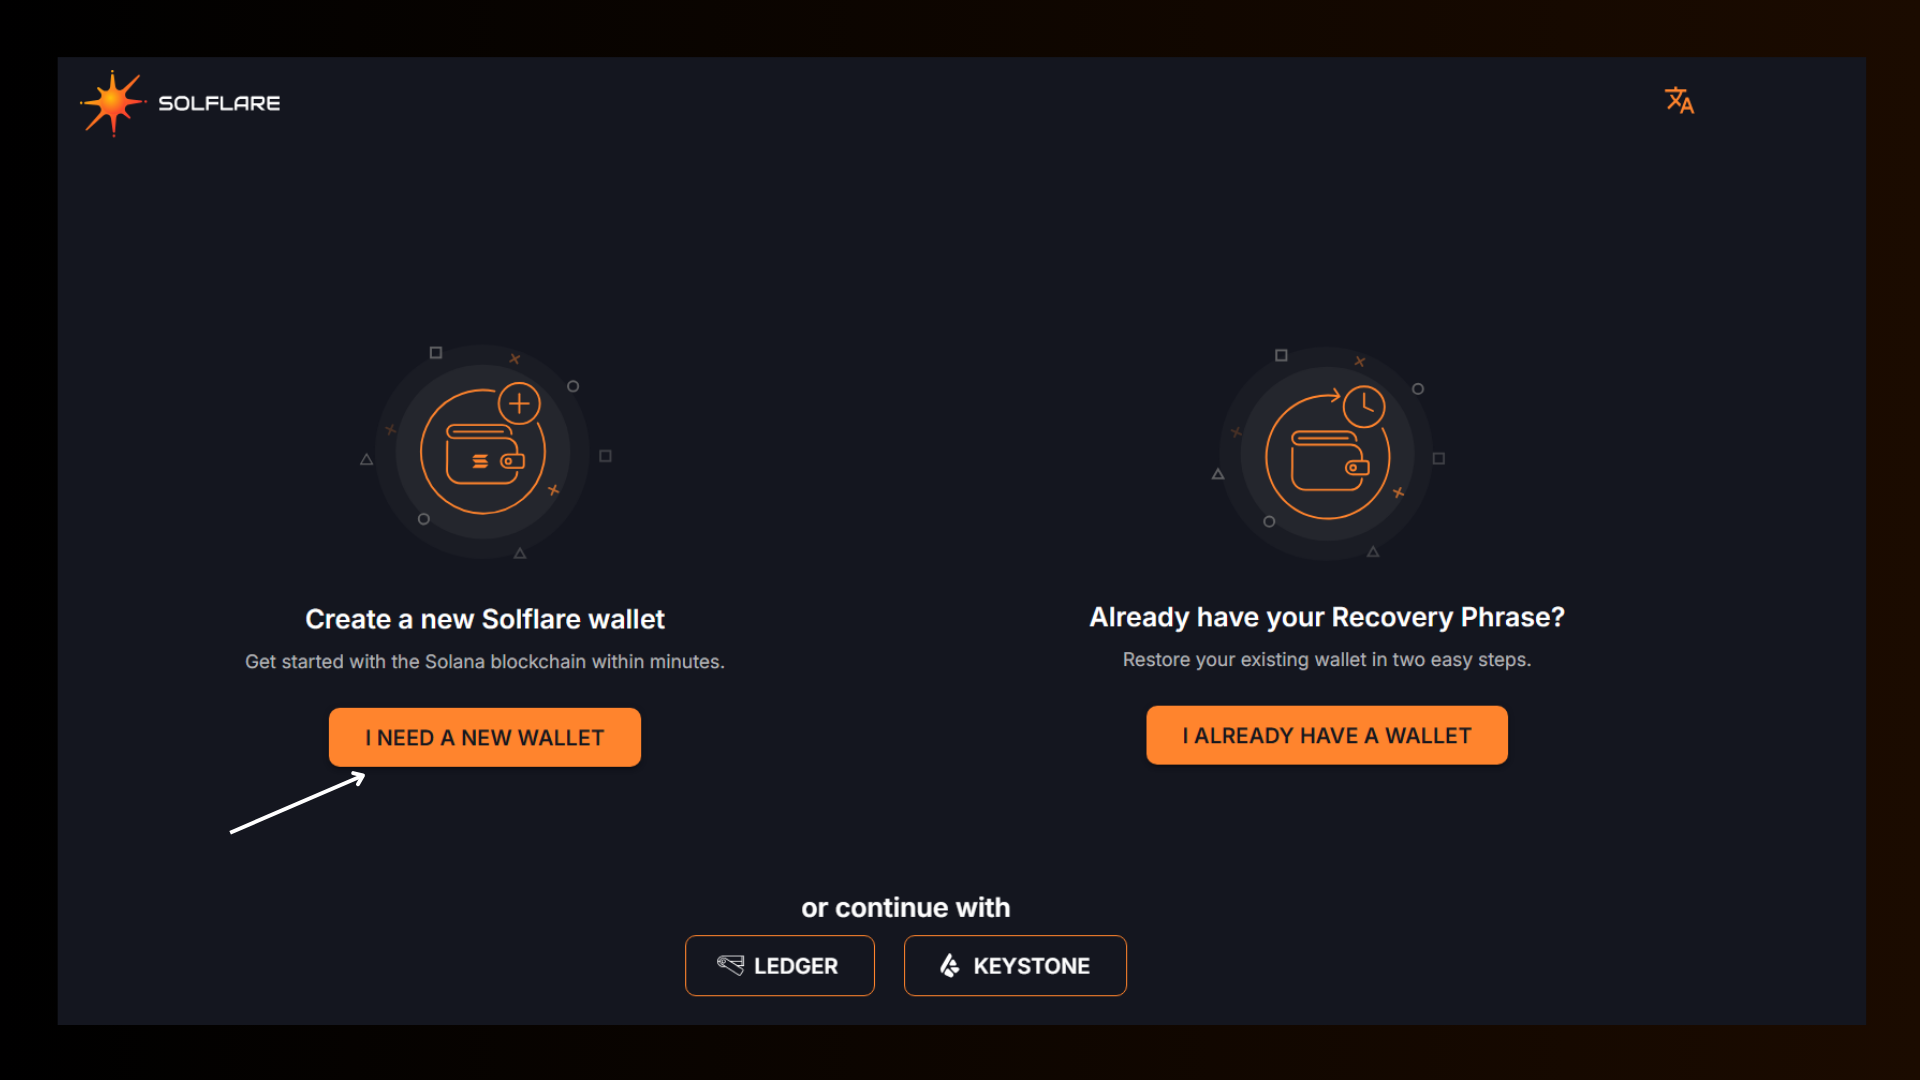 SOLFLARE
Create a new Solflare wallet
Get started with the Solana blockchain within minutes.
I NEED A NEW WALLET
Already have your Recovery Phrase?
Restore your existing wallet in two easy steps.
I ALREADY HAVE A WALLET
or continue with
LEDGER
KEYSTONE